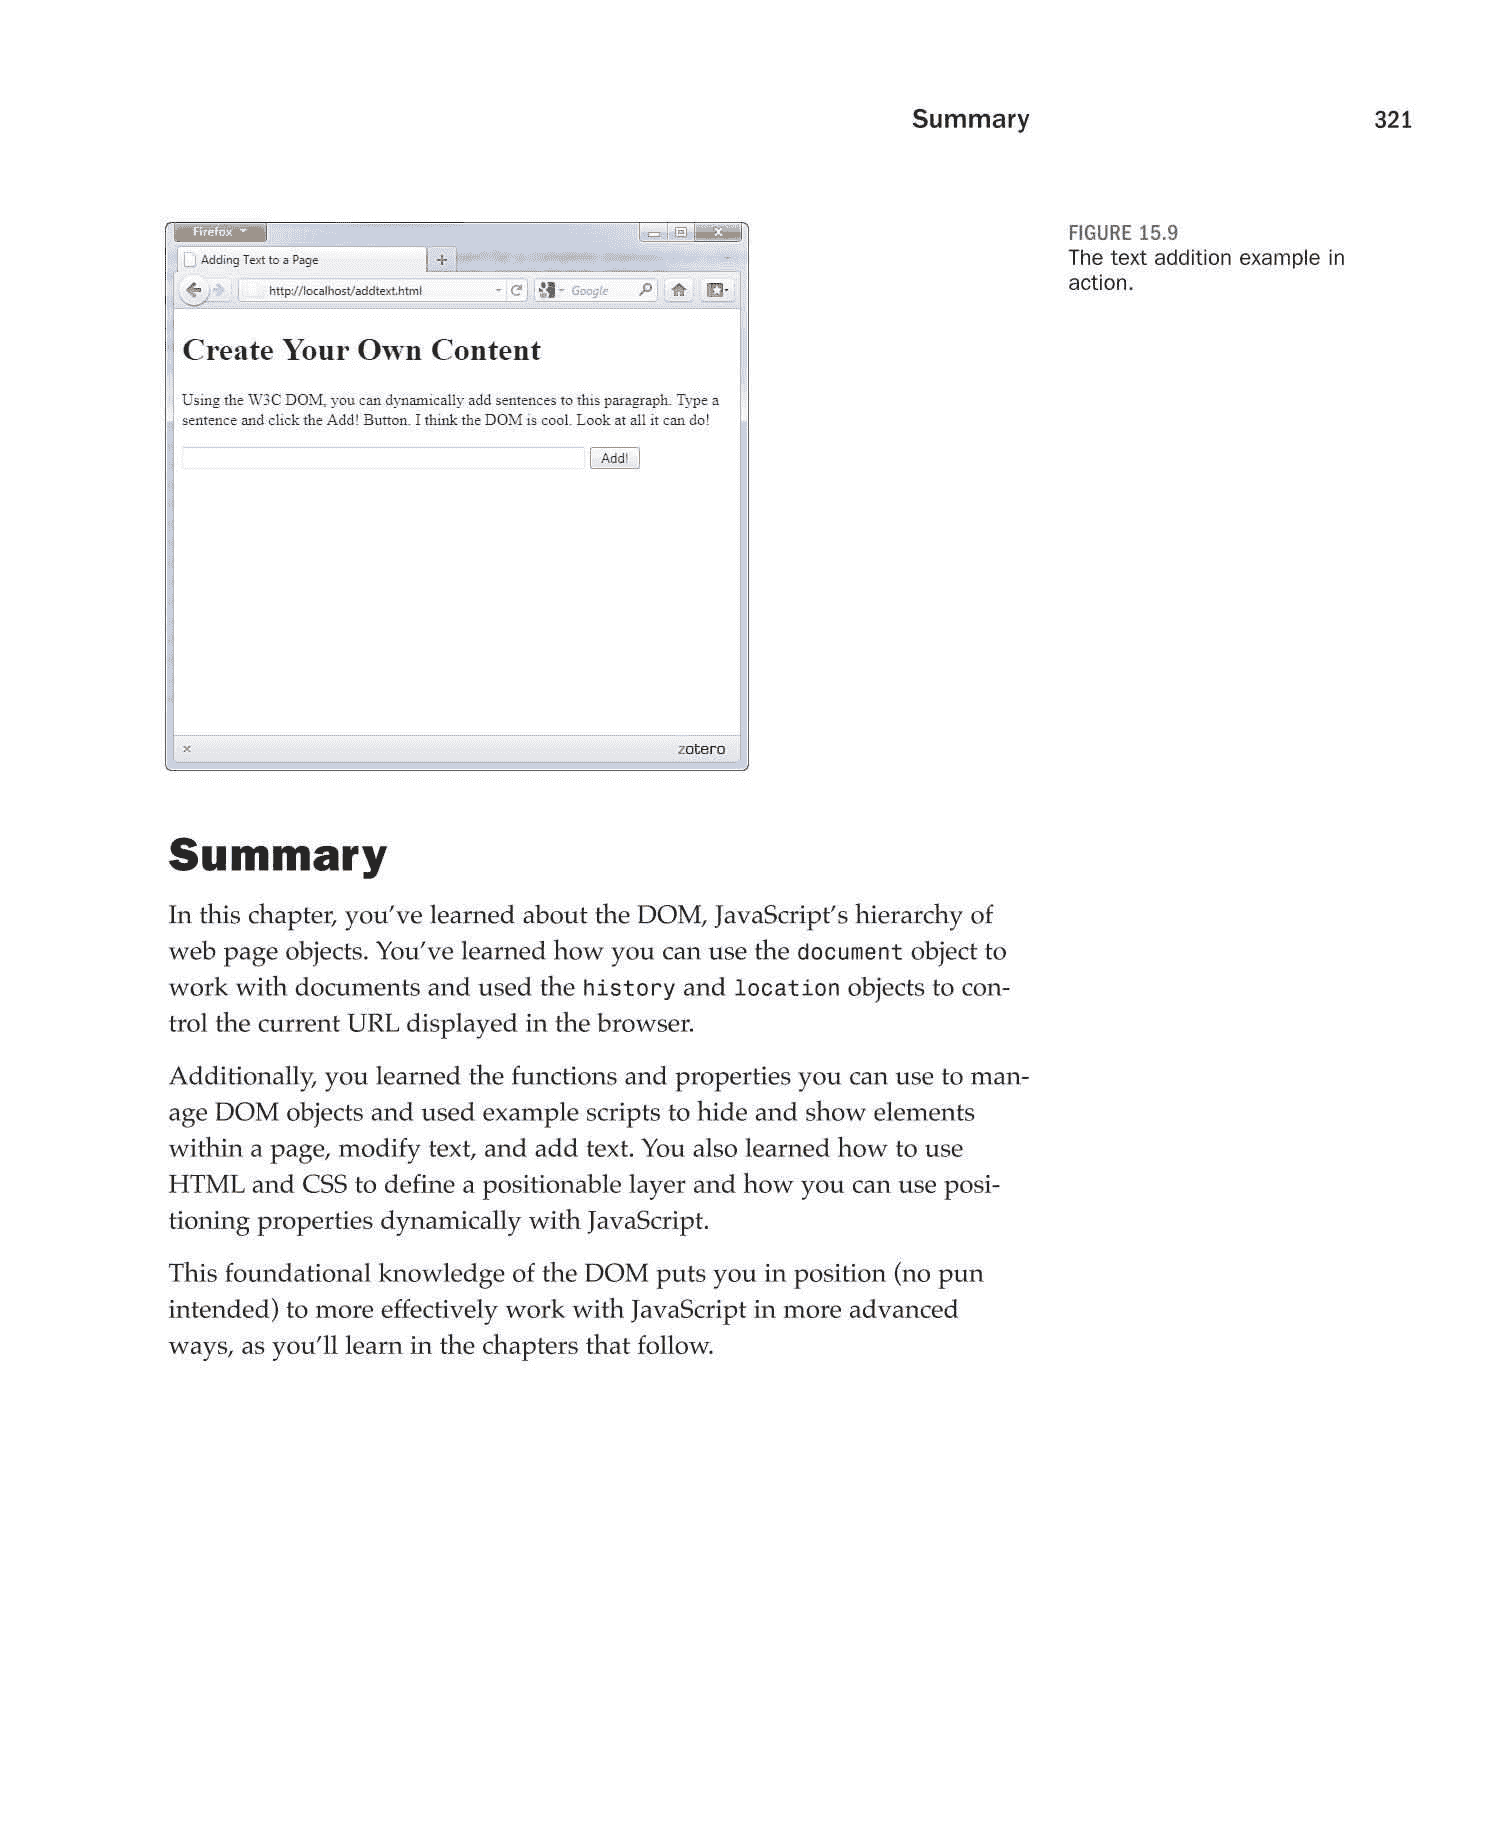 Summary 321
Firefox
Adding Text to a Page
http://localhost/addtext.html Google
Create Your Own Content
Using the W3C DOM, you can dynamically add sentences to this paragraph. Type a
sentence and click the Add! Button. I think the DOM is cool. Look at all it can do!
Add!
zotero
FIGURE 15.9
The text addition example in
action.
Summary
In this chapter, you’ve learned about the DOM, JavaScript’s hierarchy of
web page objects. You’ve learned how you can use the document object to
work with documents and used the history and location objects to con-
trol the current URL displayed in the browser.
Additionally, you learned the functions and properties you can use to man-
age DOM objects and used example scripts to hide and show elements
within a page, modify text, and add text. You also learned how to use
HTML and CSS to define a positionable layer and how you can use posi-
tioning properties dynamically with JavaScript.
This foundational knowledge of the DOM puts you in position (no pun
intended) to more effectively work with JavaScript in more advanced
ways, as you’ll learn in the chapters that follow.